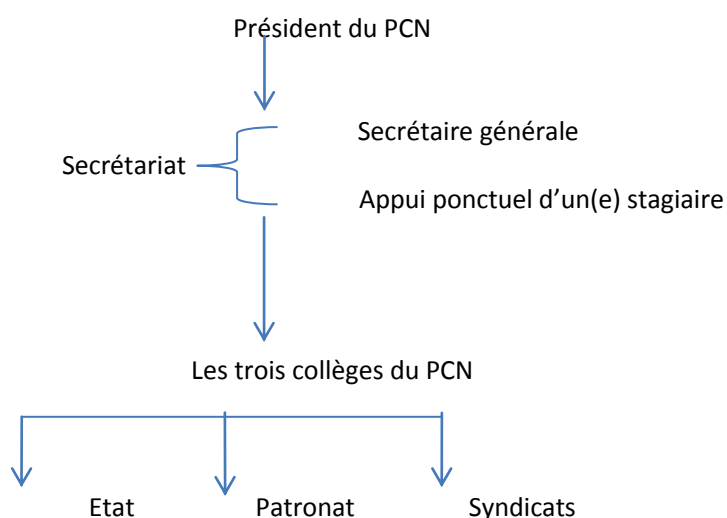 Président du PCN
Secrétaire générale
Secrétariat
Appui ponctuel d’un(e) stagiaire
Les trois collèges du PCN
Etat Patronat Syndicats